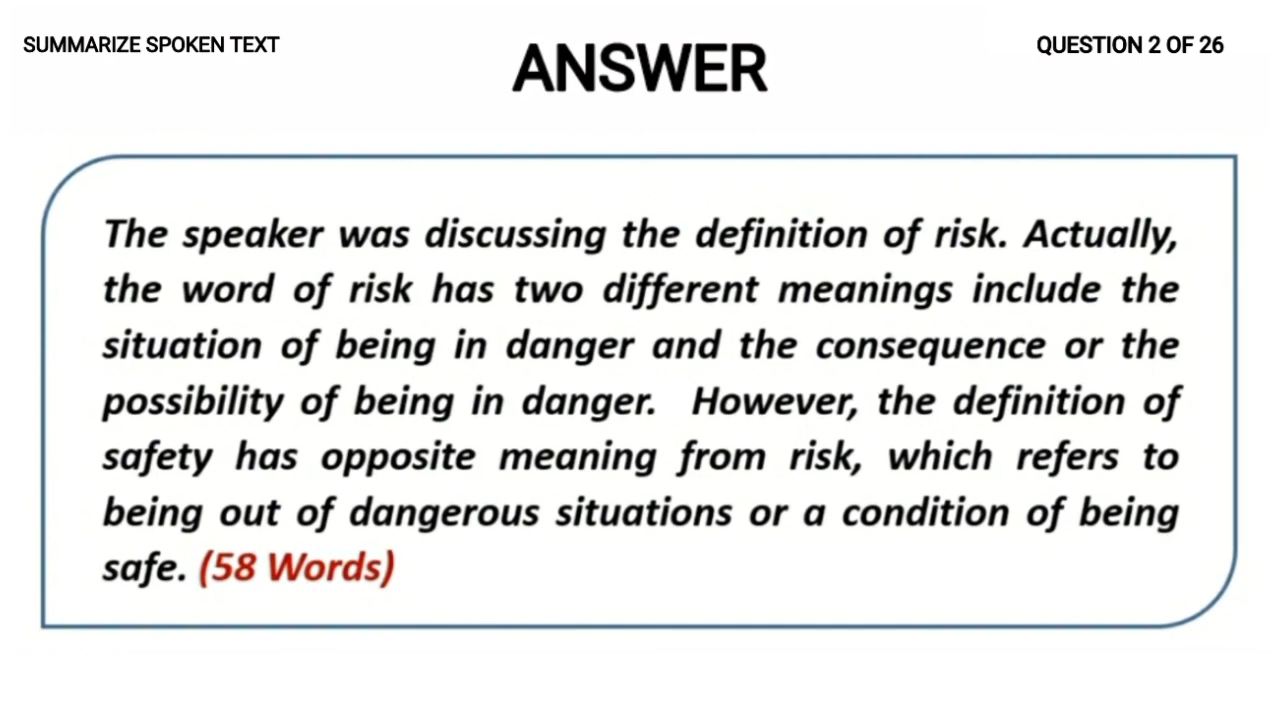 SUMMARIZE SPOKEN TEXT
ANSWER
QUESTION 2 OF 26
The speaker was discussing the definition of risk. Actually,
the word of risk has two different meanings include the
situation of being in danger and the consequence or the
possibility of being in danger. However, the definition of
safety has opposite meaning from risk, which refers to
being out of dangerous situations or a condition of being
safe. (58 Words)